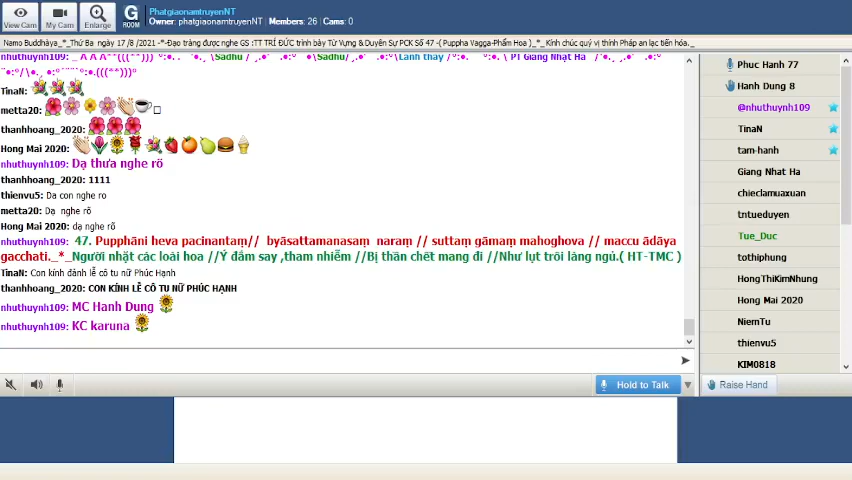 PhatgiaonamtruyenNT
Owner: phatgiaonamtruyenNT | Members: 26 | Cams: 0
View Cam
My Cam
Enlarge
G
ROOM
Namo Buddhàya_*_Thứ Ba ngày 17 /8 /2021 -*-Đạo tràng được nghe GS :TT TRÍ ĐỨC trình bày Từ Vựng & Duyên Sự PCK Số 47 -( Puppha Vagga-Phẩm Hoa )_*_Kính chúc quý vị thính Pháp an lạc tiến hóa._
TinaN:
metta20:
thanhhoang_2020:
Hong Mai 2020:
nhuthuynh109: Dạ thưa nghe rõ
thanhhoang_2020: 1111
thienvu5: Da con nghe ro
metta20: Dạ nghe rõ
Hong Mai 2020: dạ nghe rõ
nhuthuynh109: 47. Pupphāni heva pacinantaṃ// byāsattamanasaṃ naraṃ // suttaṃ gāmaṃ mahoghova // maccu ādāya
gacchati._*_Người nhặt các loài hoa //Ý đắm say ,tham nhiễm //Bị thần chết mang đi //Như lụt trôi làng ngủ.( HT-TMC )
TinaN: Con kính đảnh lễ cô tu nữ Phúc Hạnh
thanhhoang_2020: CON KÍNH LỄ CÔ TU NỮ PHÚC HẠNH
nhuthuynh109: MC Hanh Dung
nhuthuynh109: KC karuna
Hold to Talk
Phuc Hanh 77
Hanh Dung 8
@nhuthuynh109
TinaN
tam-hanh
Giang Nhat Ha
chieclamuaxuan
tntueduyen
Tue_Duc
tothiphung
HongThiKimNhung
Hong Mai 2020
NiemTu
thienvu5
KIM0818
Raise Hand